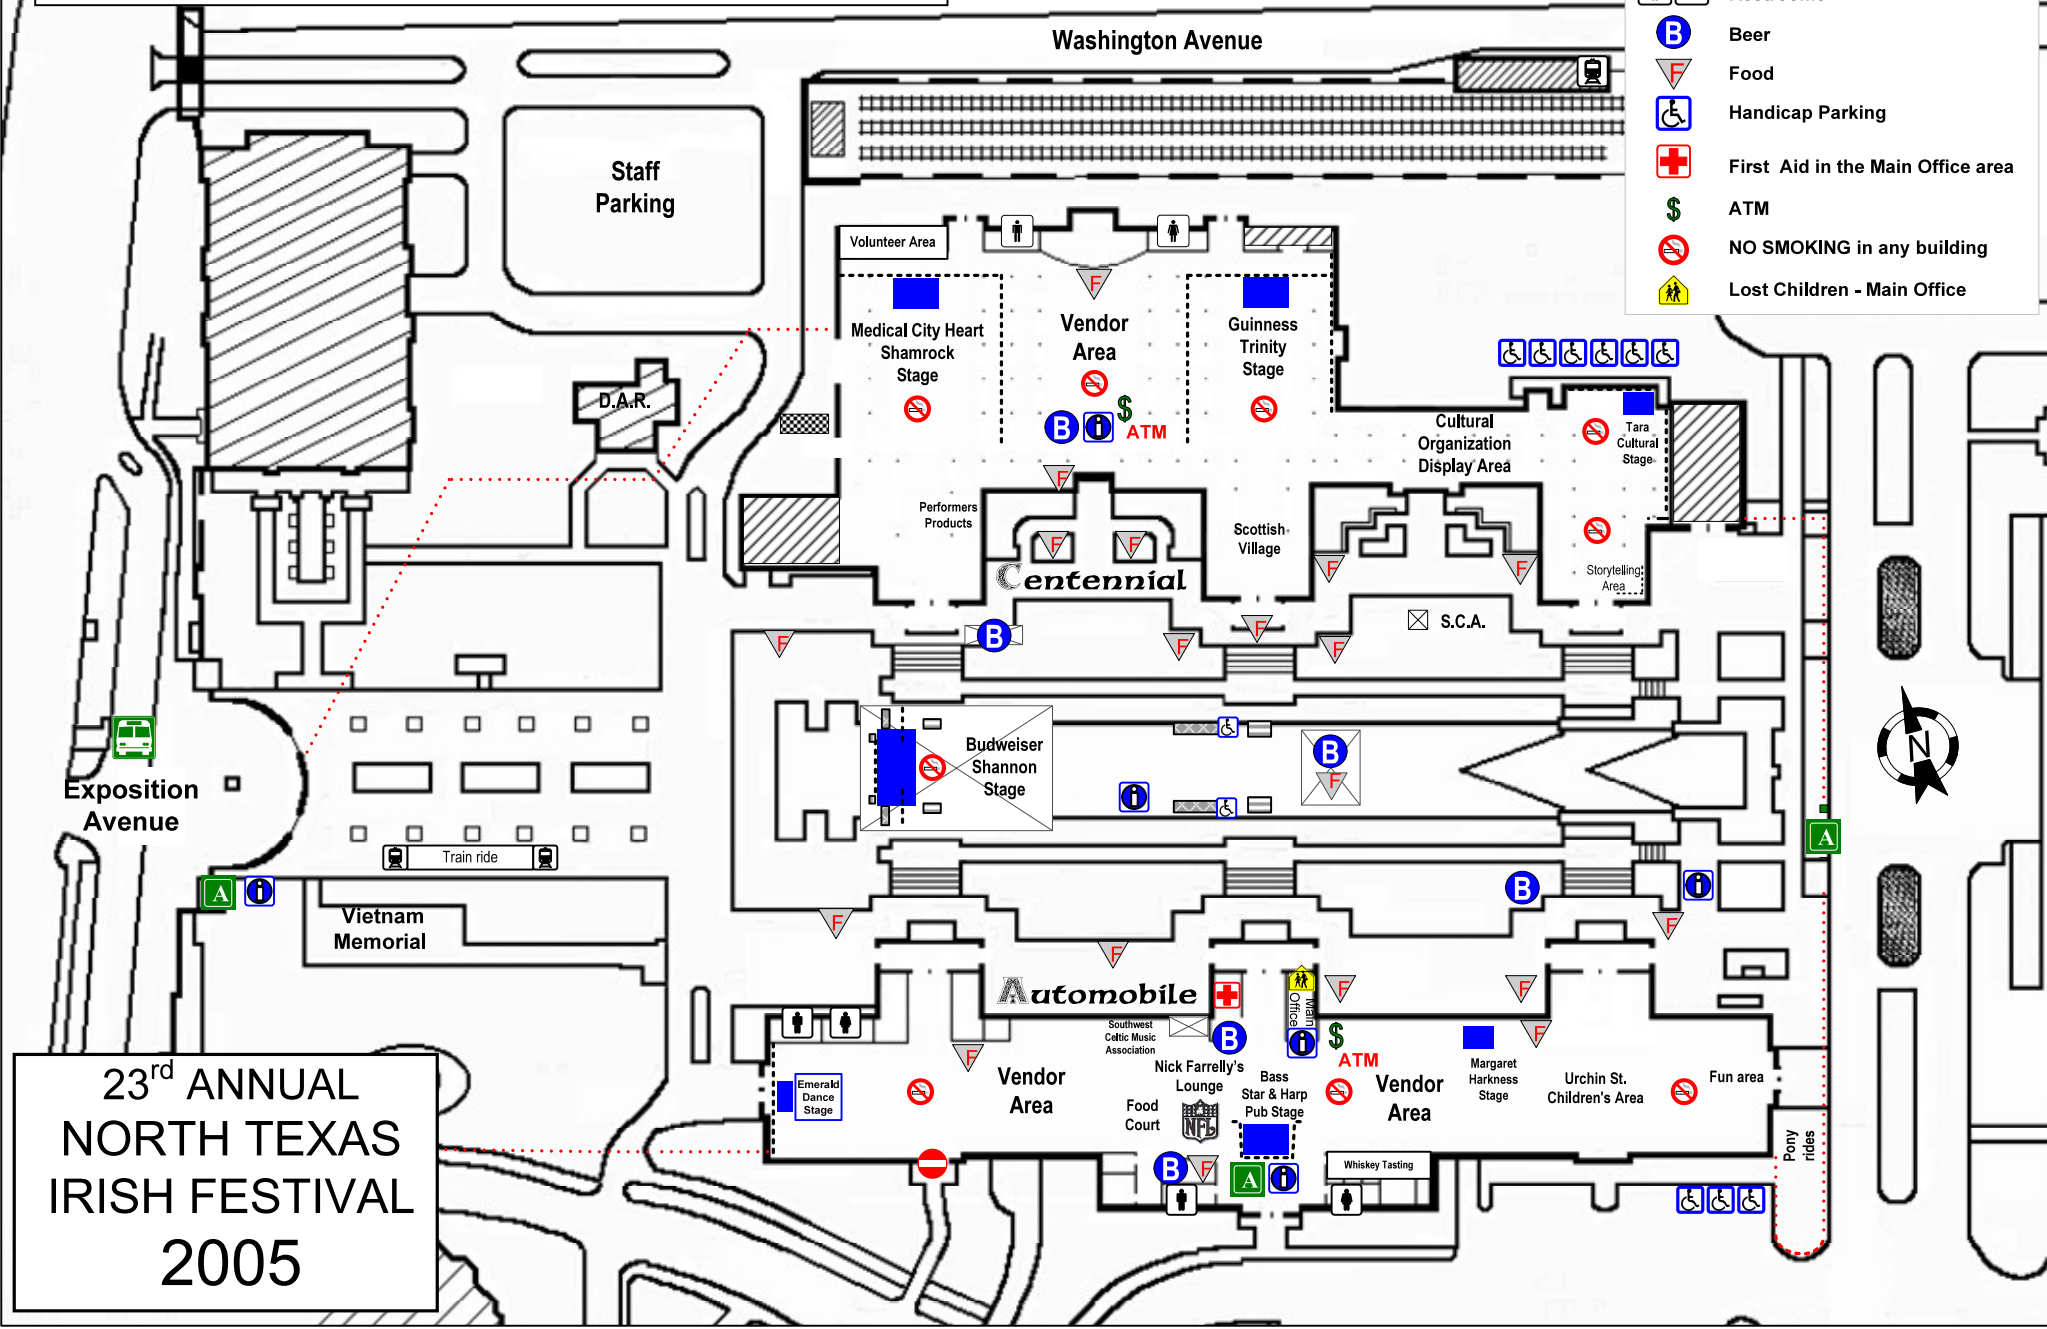 Washington Avenue
Beer
Food
Handicap Parking
First Aid in the Main Office area
$ ATM
NO SMOKING in any building
Lost Children - Main Office
Staff
Parking
Volunteer Area
Medical City Heart
Shamrock
Stage
Vendor
Area
Guinness
Trinity
Stage
$
ATM
D.A.R.
Cultural
Organization
Display Area
Tara
Cultural
Stage
Performers
Products
Scottish
Village
Storytelling
Area
Centennial
S.C.A.
Budweiser
Shannon
Stage
N
Exposition
Avenue
Train ride
Vietnam
Memorial
Automobile
Main
Office
Southwest
Celtic Music
Association
$
ATM
Nick Farrelly's
Lounge
NFL
Food
Court
Bass
Star & Harp
Pub Stage
Vendor
Area
Vendor
Area
Margaret
Harkness
Stage
Urchin St.
Children's Area
Fun area
Pony
rides
Emerald
Dance
Stage
Whiskey Tasting
B
F
A
23rd ANNUAL
NORTH TEXAS
IRISH FESTIVAL
2005